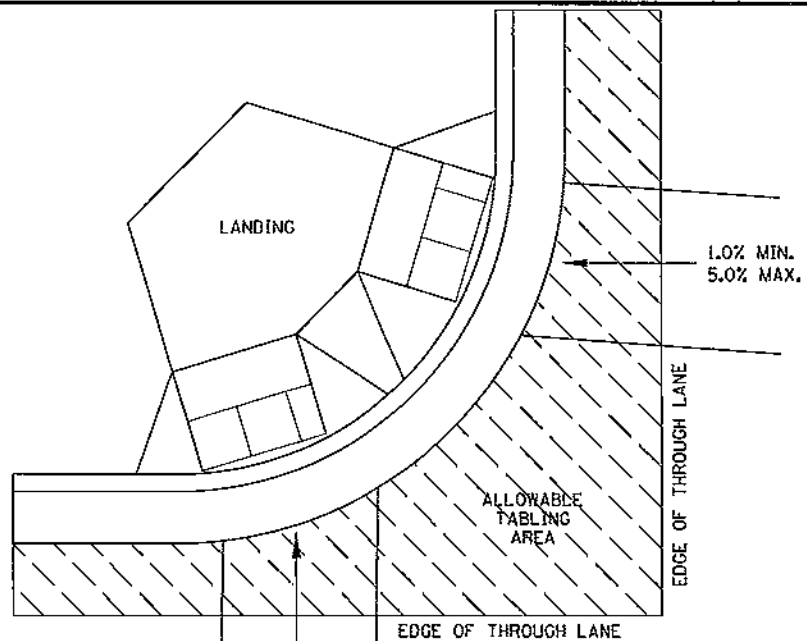 LANDING
1.0% MIN.
5.0% MAX.
EDGE OF THROUGH LANE
ALLOWABLE
TABLING
AREA
EDGE OF THROUGH LANE